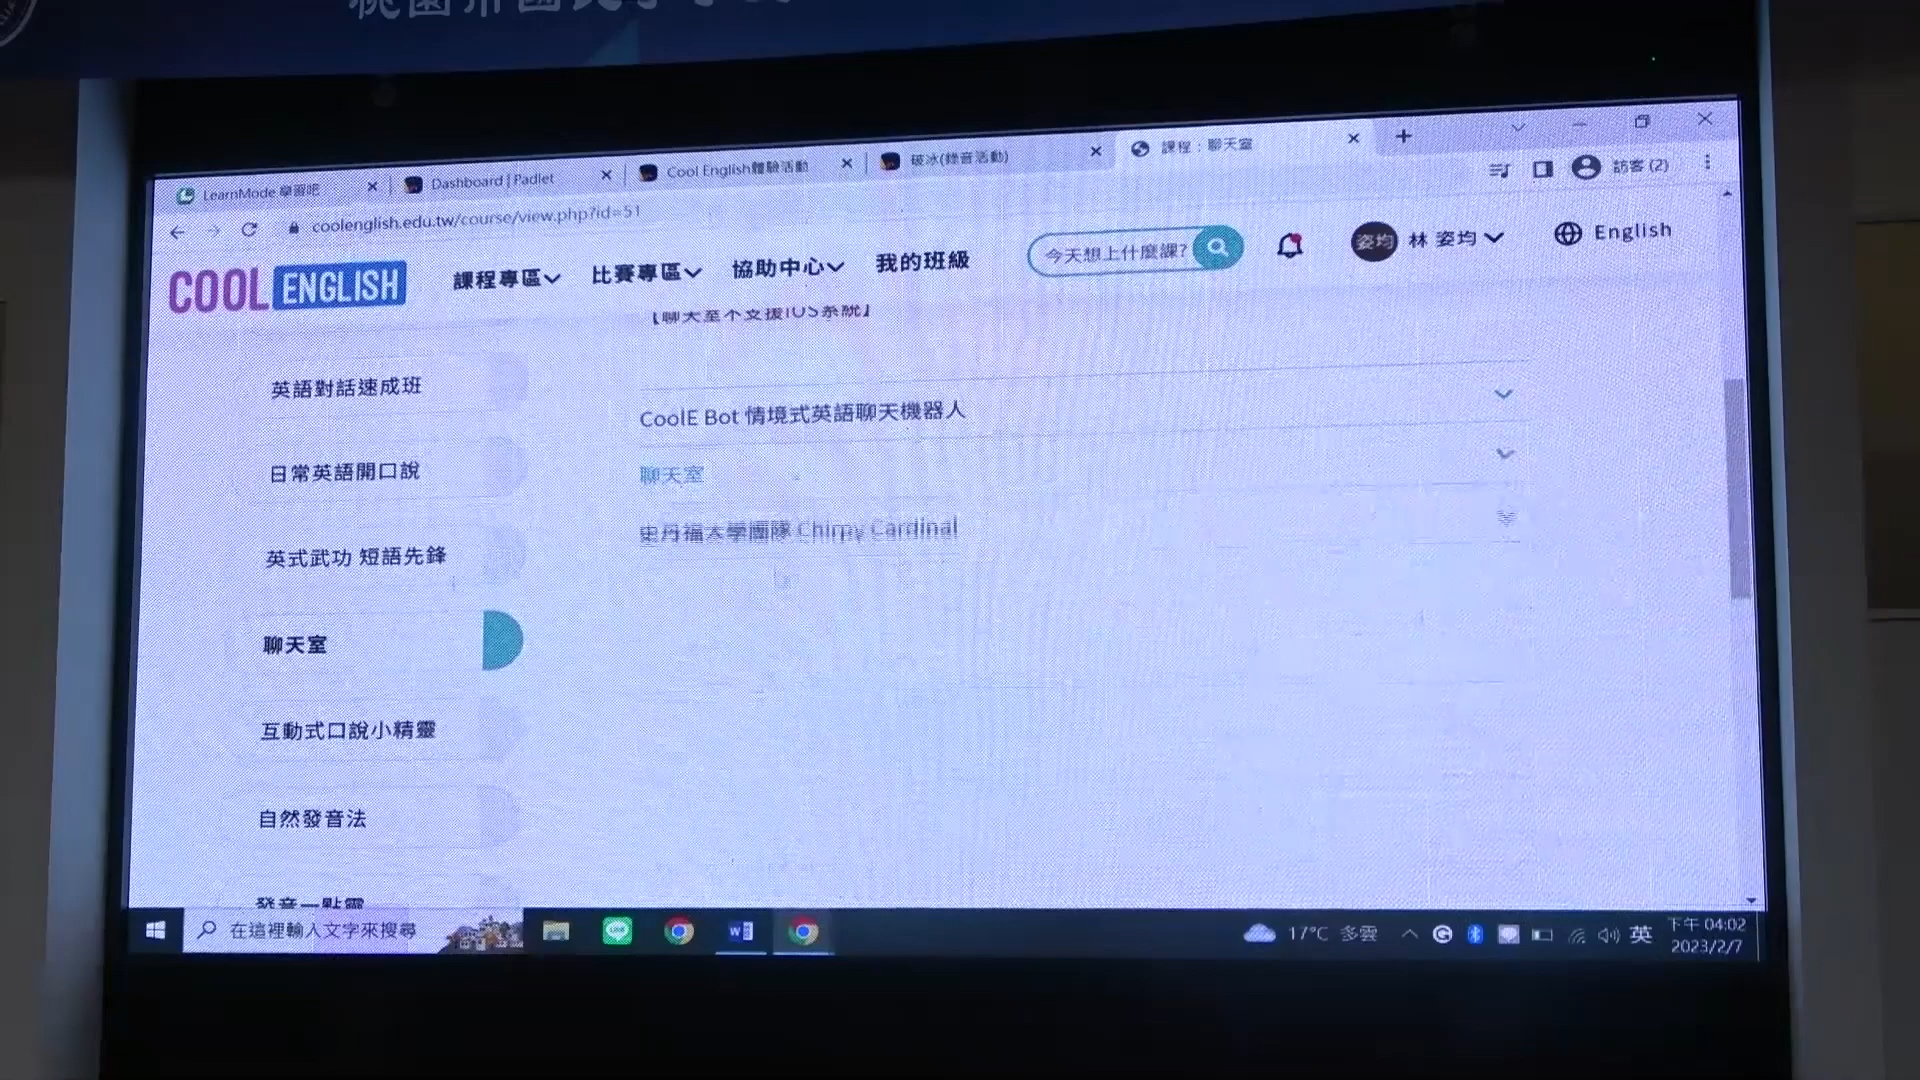 LearnMode 學習吧
Dashboard | Padlet
Cool English體驗活動
破冰(錄音活動)
課程：聊天室
coolenglish.edu.tw/course/view.php?id=51
訪客 (2)
COOL ENGLISH
課程專區
比賽專區
協助中心
我的班級
今天想上什麼課?
姿均
林 姿均
English
【聊天室不支援IOS系統】
英語對話速成班
日常英語開口說
英式武功 短語先鋒
聊天室
互動式口說小精靈
自然發音法
發音一點靈
CoolE Bot 情境式英語聊天機器人
聊天室
史丹福大學團隊 Chirpy Cardinal
在這裡輸入文字來搜尋
17°C 多雲
英
下午 04:02
2023/2/7